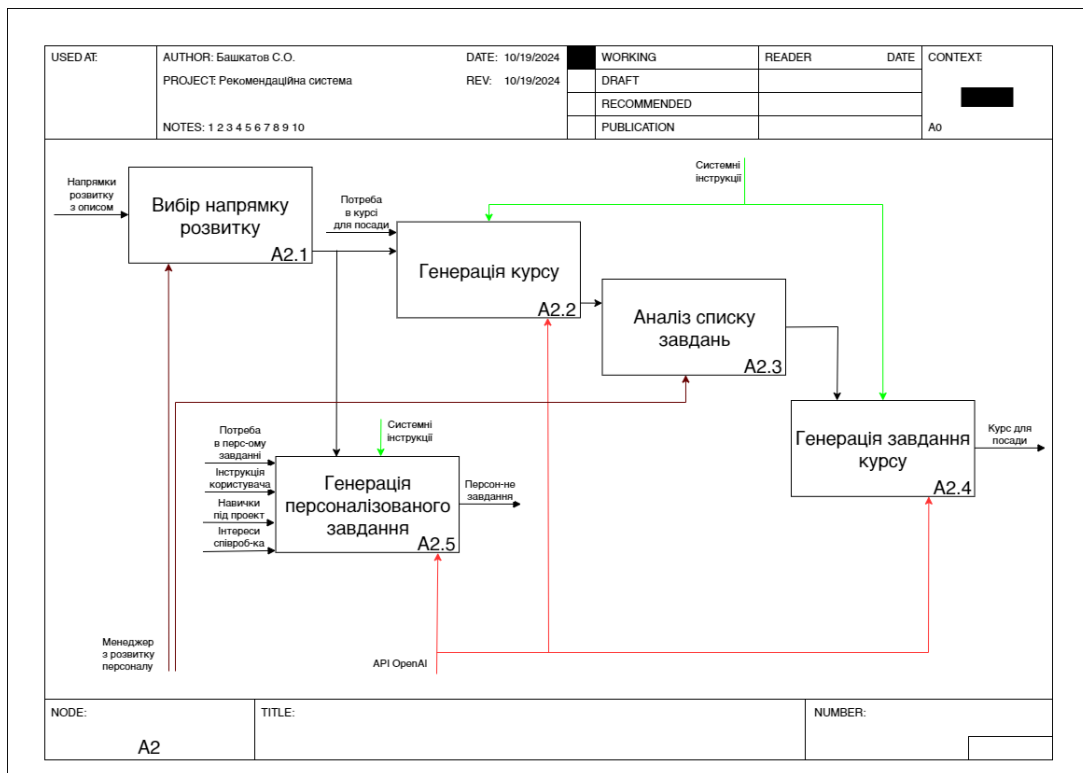 USED AT:
AUTHOR: Башкатов С.О.
DATE: 10/19/2024
PROJECT: Рекомендаційна система
REV: 10/19/2024
NOTES: 1 2 3 4 5 6 7 8 9 10
WORKING
DRAFT
RECOMMENDED
PUBLICATION
READER
DATE
CONTEXT:
A0
Напрямки
розвитку
з описом
Вибір напрямку
розвитку
A2.1
Потреба
в курсі
для посади
Системні
інструкції
Генерація курсу
A2.2
Аналіз списку
завдань
A2.3
Генерація завдання
курсу
A2.4
Курс для
посади
Потреба
в перс-ому
завданні
Інструкція
користувача
Навички
під проект
Інтереси
співроб-ка
Системні
інструкції
Генерація
персоналізованого
завдання
A2.5
Персон-не
завдання
Менеджер
з розвитку
персоналу
API OpenAI
NODE:
A2
TITLE:
NUMBER: